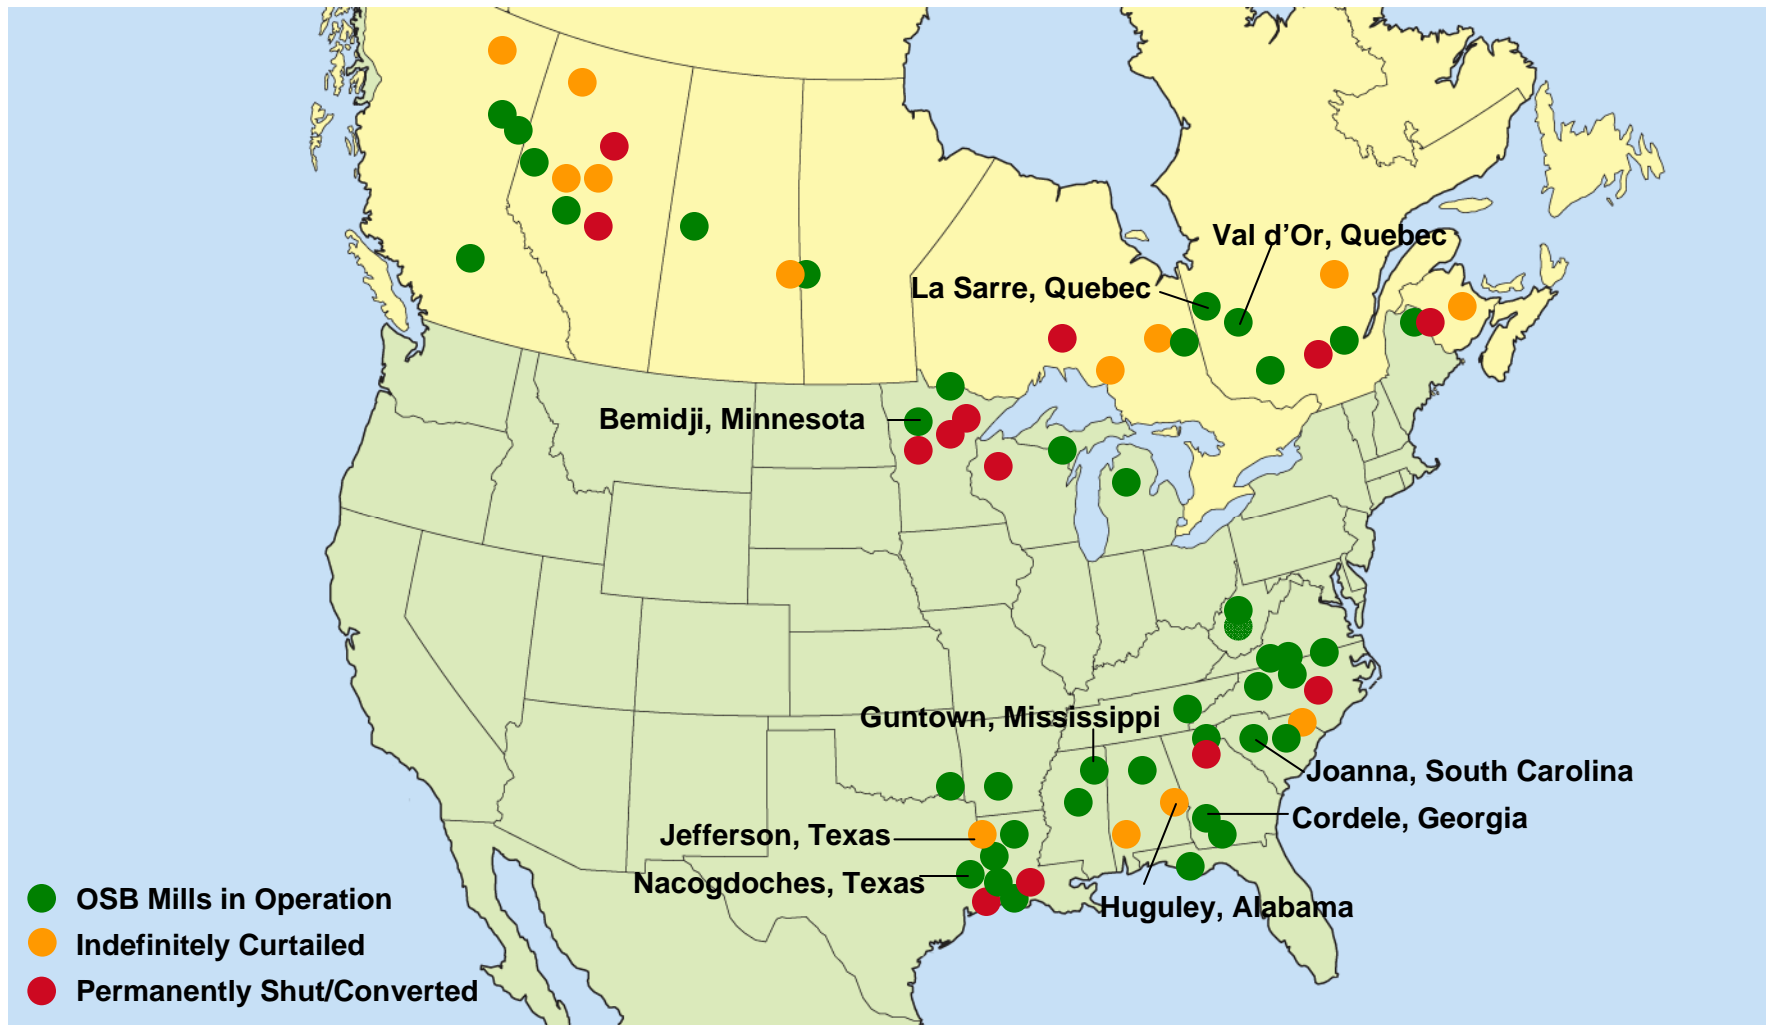 Val d’Or, Quebec
La Sarre, Quebec
Bemidji, Minnesota
Guntown, Mississippi
Joanna, South Carolina
Cordele, Georgia
Jefferson, Texas
Nacogdoches, Texas
Huguley, Alabama
OSB Mills in Operation
Indefinitely Curtailed
Permanently Shut/Converted